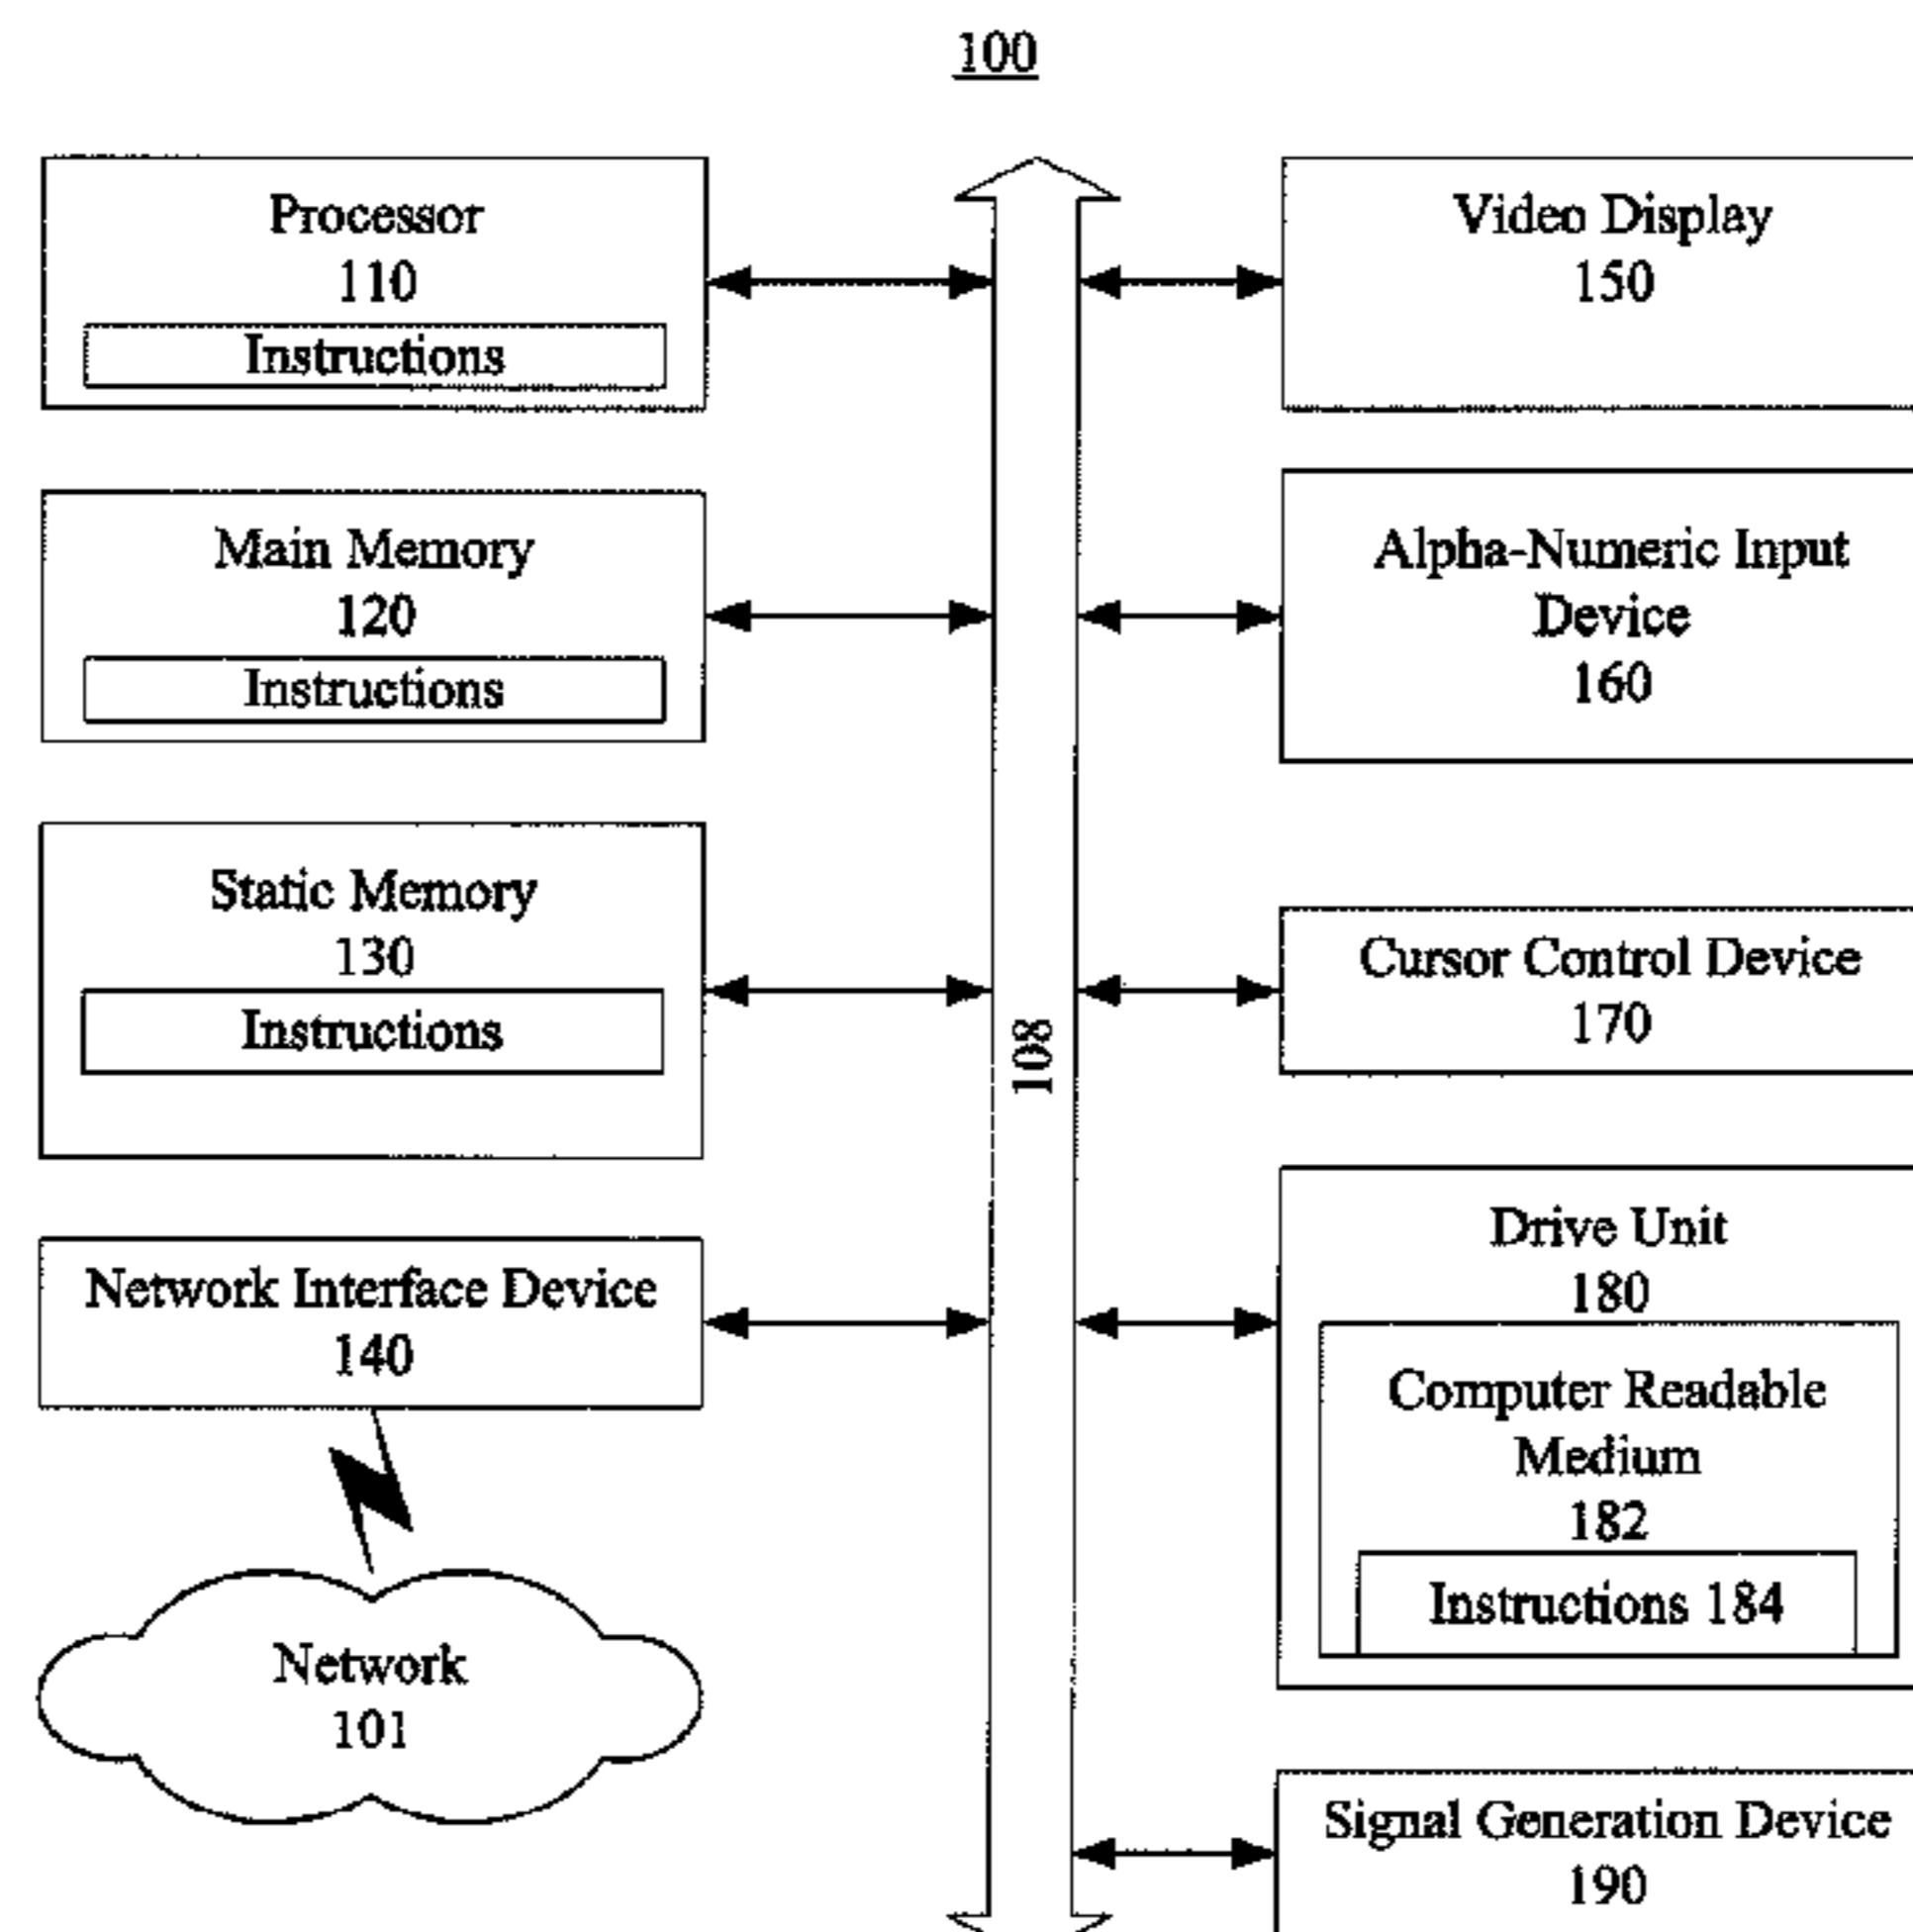 100
Processor
110
Instructions
Main Memory
120
Instructions
Static Memory
130
Instructions
Network Interface Device
140
Network
101
108
Video Display
150
Alpha-Numeric Input
Device
160
Cursor Control Device
170
Drive Unit
180
Computer Readable
Medium
182
Instructions 184
Signal Generation Device
190